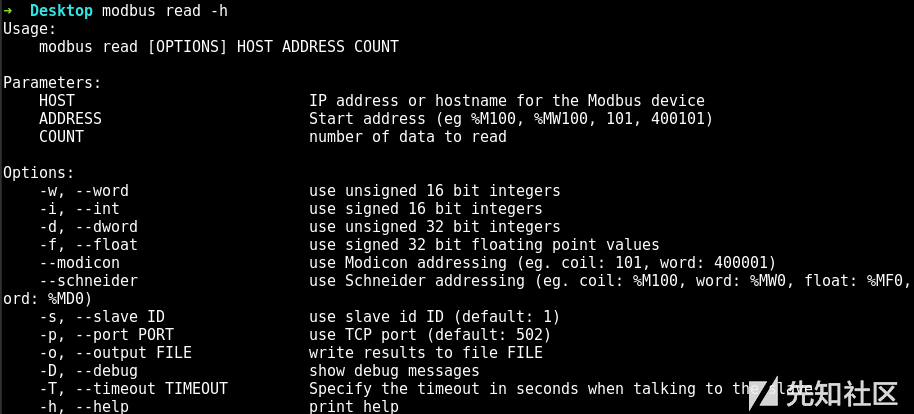 → Desktop modbus read -h
Usage:
    modbus read [OPTIONS] HOST ADDRESS COUNT

Parameters:
    HOST                          IP address or hostname for the Modbus device
    ADDRESS                       Start address (eg %M100, %MW100, 101, 400101)
    COUNT                         number of data to read

Options:
    -w, --word                    use unsigned 16 bit integers
    -i, --int                     use signed 16 bit integers
    -d, --dword                   use unsigned 32 bit integers
    -f, --float                   use signed 32 bit floating point values
    --modicon                     use Modicon addressing (eg. coil: 101, word: 400001)
    --schneider                   use Schneider addressing (eg. coil: %M100, word: %MW0, float: %MF0,
ord: %MD0)
    -s, --slave ID                use slave id ID (default: 1)
    -p, --port PORT               use TCP port (default: 502)
    -o, --output FILE             write results to file FILE
    -D, --debug                   show debug messages
    -T, --timeout TIMEOUT         Specify the timeout in seconds when talking to the slave
    -h, --help                    print help
先知社区